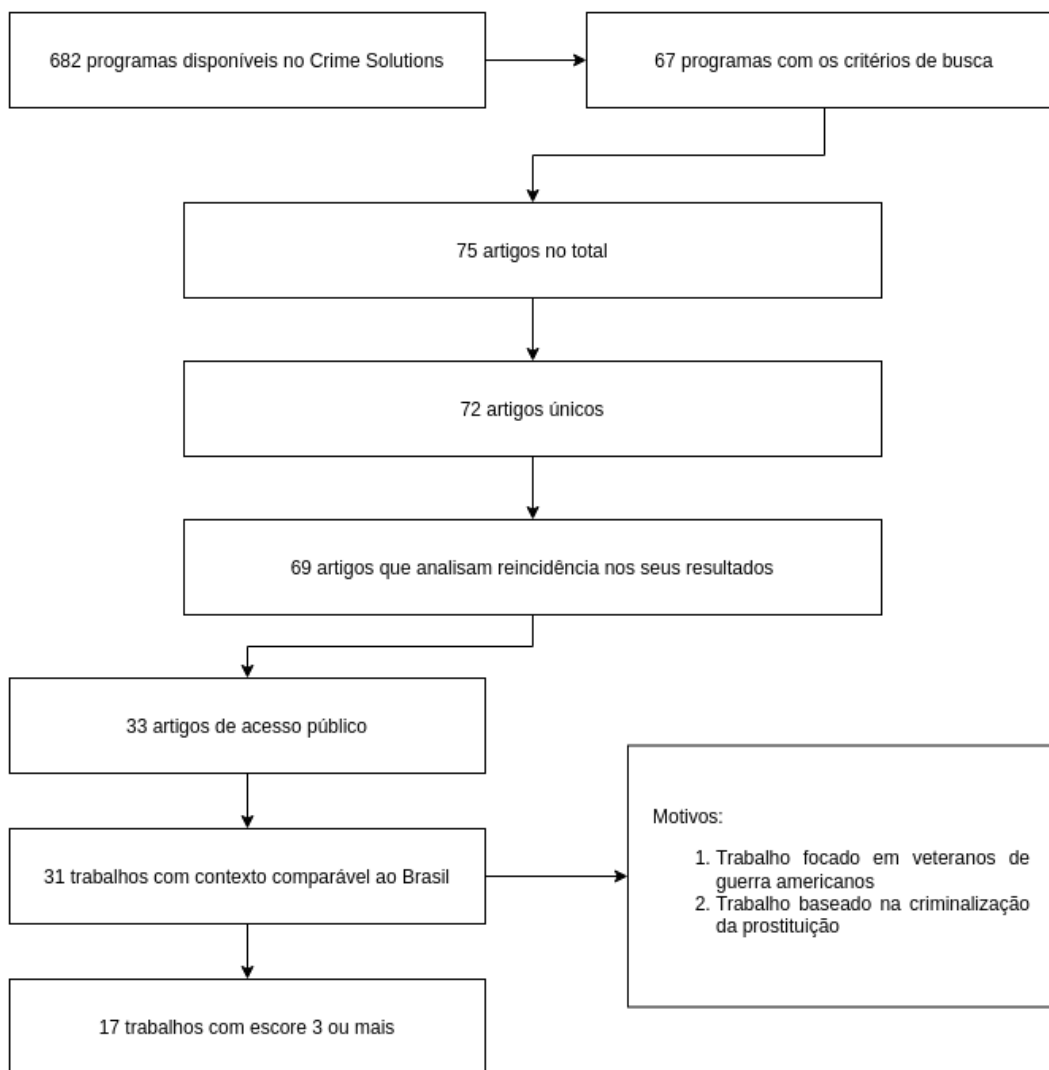 682 programas disponíveis no Crime Solutions
67 programas com os critérios de busca
75 artigos no total
72 artigos únicos
69 artigos que analisam reincidência nos seus resultados
33 artigos de acesso público
31 trabalhos com contexto comparável ao Brasil
Motivos:
1. Trabalho focado em veteranos de
guerra americanos
2. Trabalho baseado na criminalização
da prostituição
17 trabalhos com escore 3 ou mais